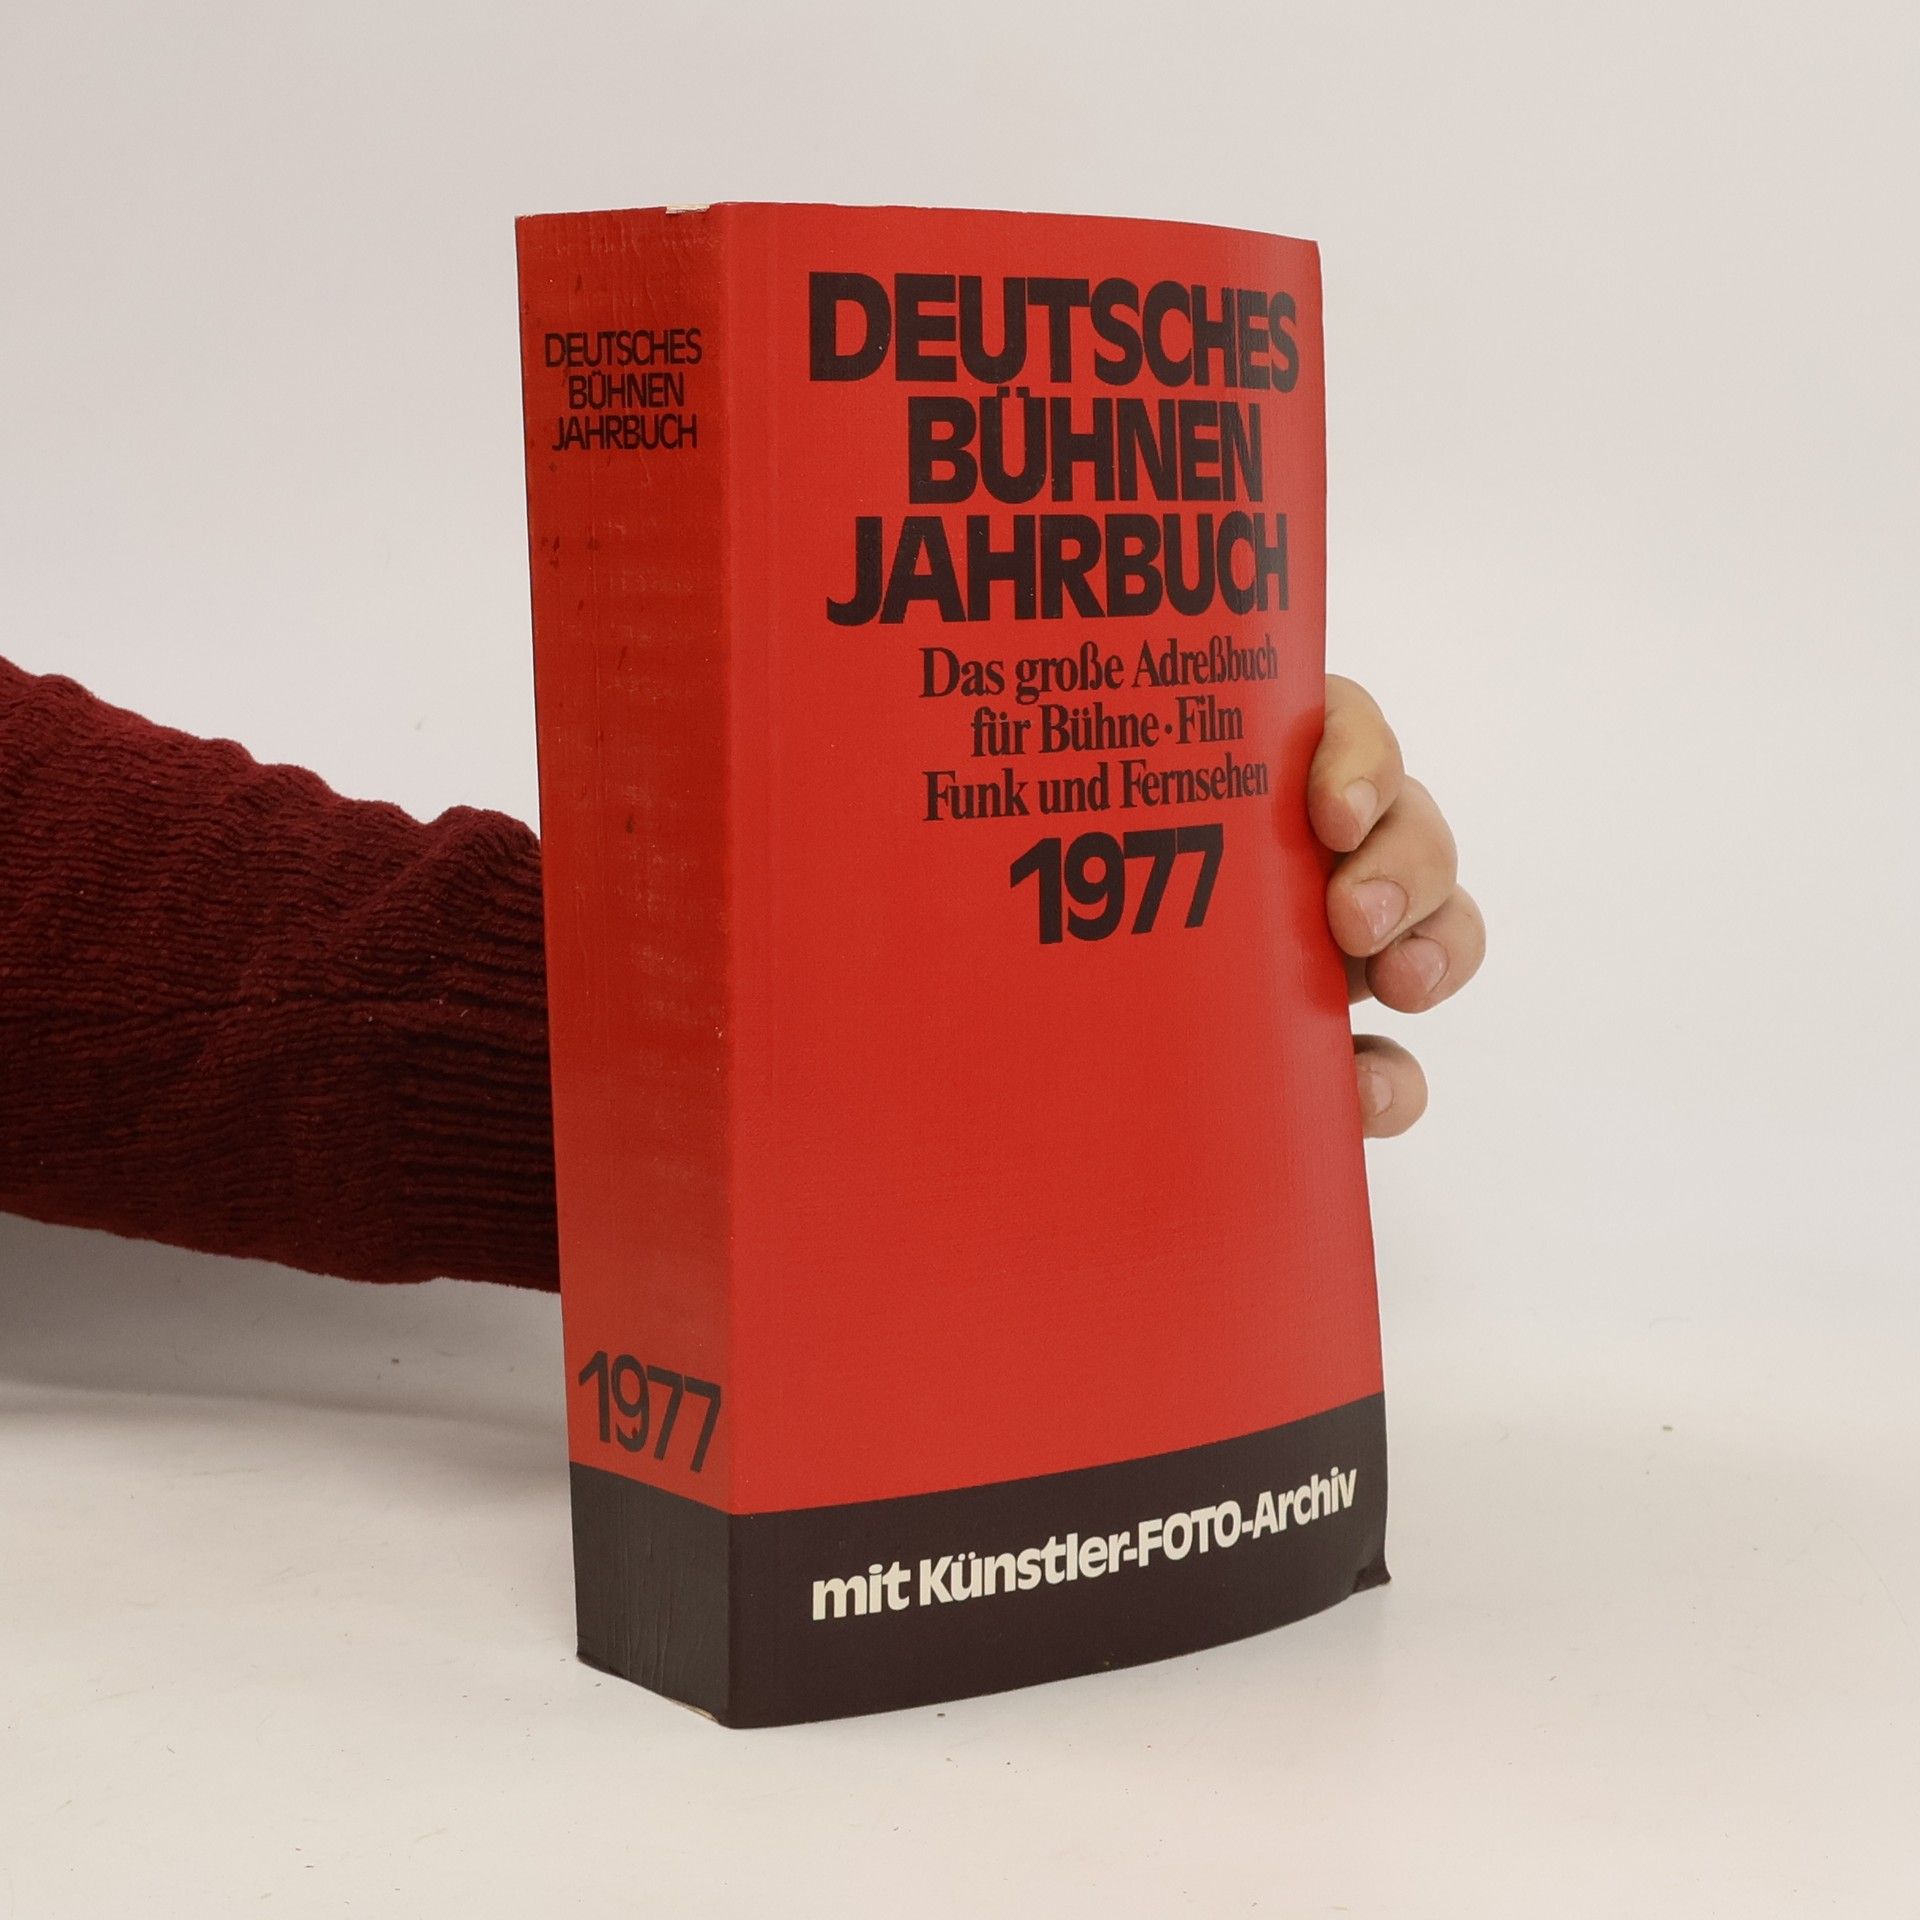 DEUTSCHES
BÜHNEN
JAHRBUCH
1977
DEUTSCHES
BÜHNEN
JAHRBUCH
Das große Adreßbuch
für Bühne · Film
Funk und Fernsehen
1977
mit Künstler-FOTO-Archiv